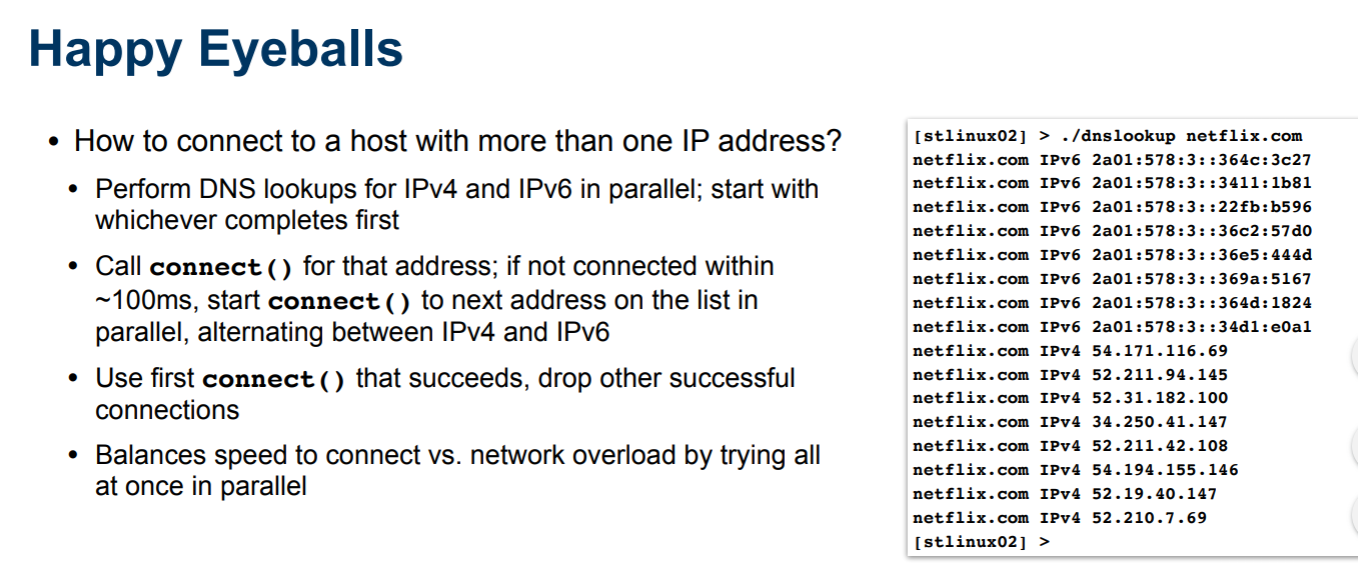 Happy Eyeballs
• How to connect to a host with more than one IP address?
• Perform DNS lookups for IPv4 and IPv6 in parallel; start with
whichever completes first
• Call connect() for that address; if not connected within
~100ms, start connect() to next address on the list in
parallel, alternating between IPv4 and IPv6
• Use first connect() that succeeds, drop other successful
connections
• Balances speed to connect vs. network overload by trying all
at once in parallel
[stlinux02] > ./dnslookup netflix.com
netflix.com IPv6 2a01:578:3::364c:3c27
netflix.com IPv6 2a01:578:3::3411:1b81
netflix.com IPv6 2a01:578:3::22fb:b596
netflix.com IPv6 2a01:578:3::36c2:57d0
netflix.com IPv6 2a01:578:3::36e5:444d
netflix.com IPv6 2a01:578:3::369a:5167
netflix.com IPv6 2a01:578:3::364d:1824
netflix.com IPv6 2a01:578:3::34d1:e0a1
netflix.com IPv4 54.171.116.69
netflix.com IPv4 52.211.94.145
netflix.com IPv4 52.31.182.100
netflix.com IPv4 34.250.41.147
netflix.com IPv4 52.211.42.108
netflix.com IPv4 54.194.155.146
netflix.com IPv4 52.19.40.147
netflix.com IPv4 52.210.7.69
[stlinux02] >